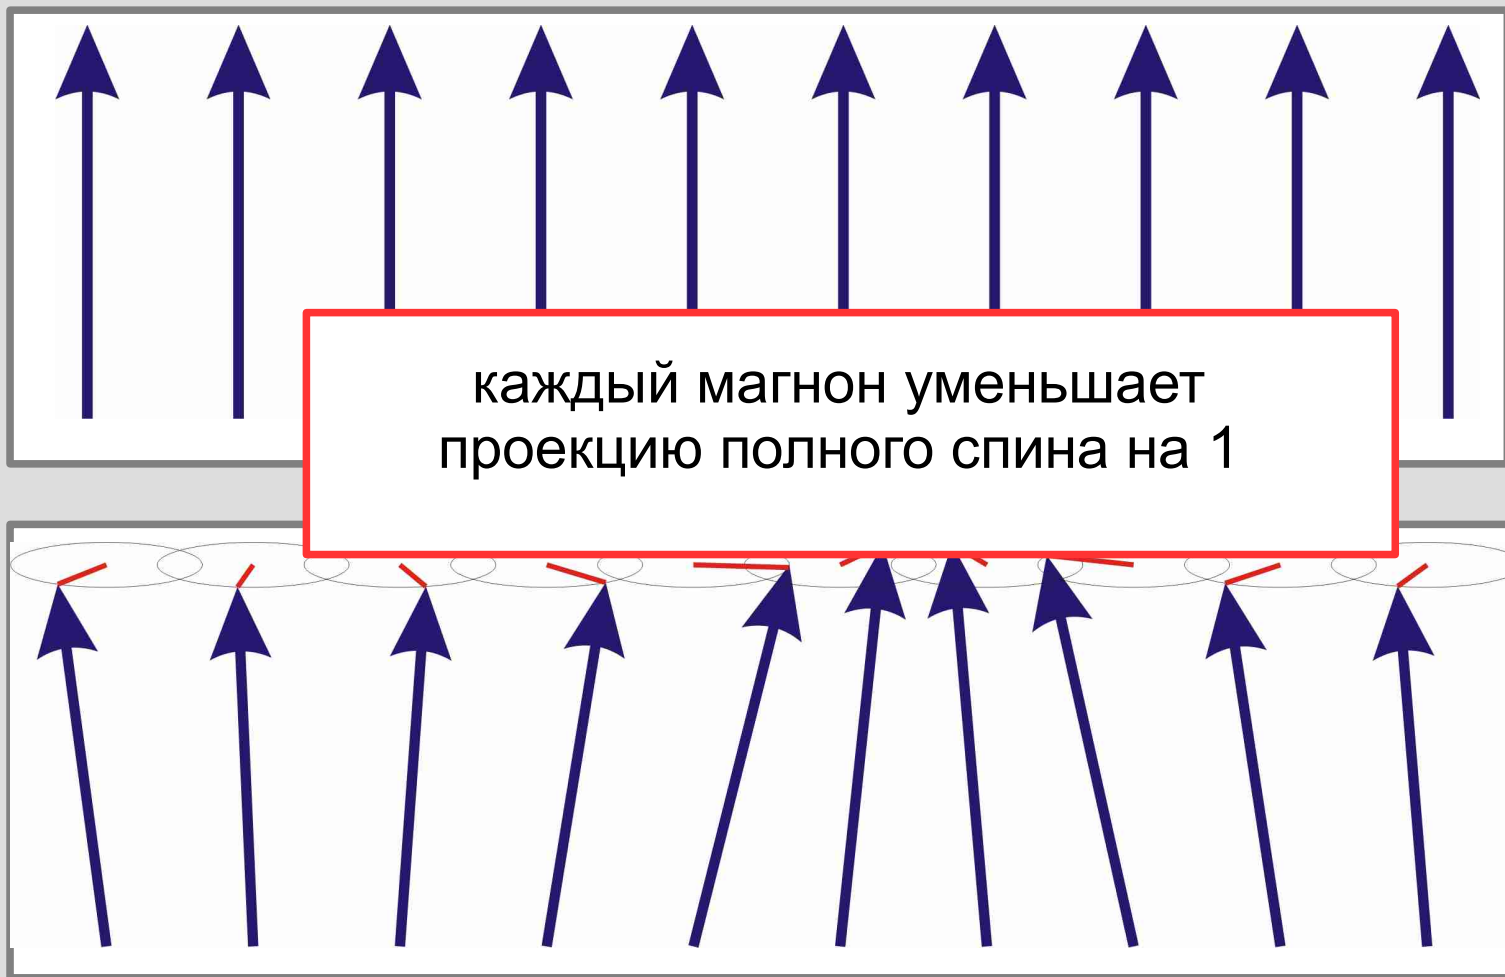 каждый магнон уменьшает
проекцию полного спина на 1